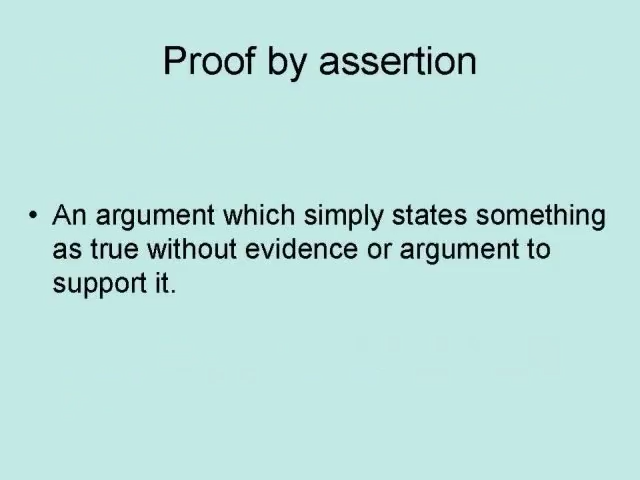 Proof by assertion
• An argument which simply states something
as true without evidence or argument to
support it.